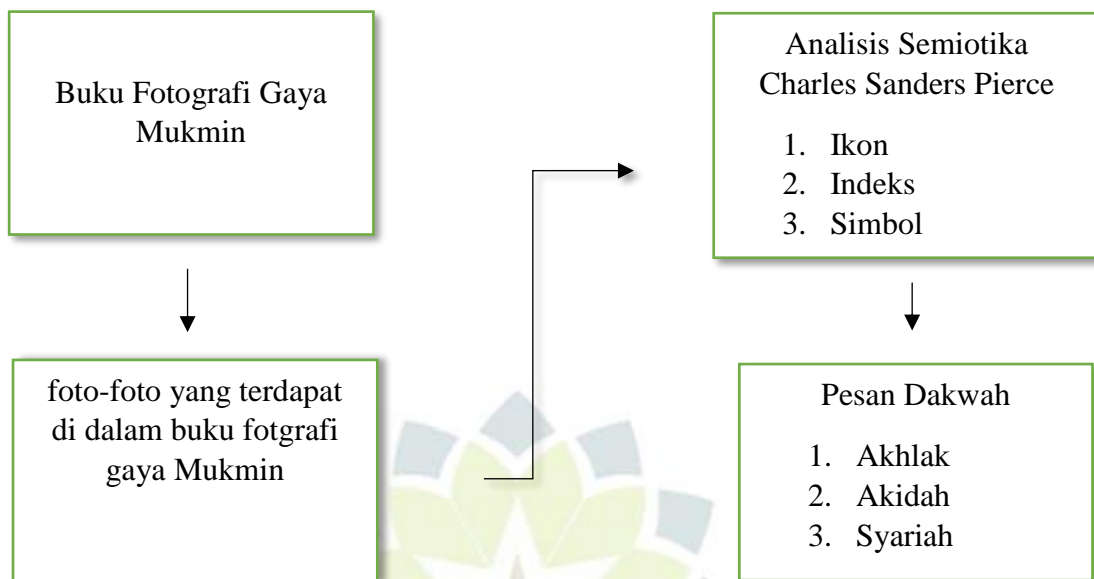 Buku Fotografi Gaya
Mukmin
foto-foto yang terdapat
di dalam buku fotgrafi
gaya Mukmin
Analisis Semiotika
Charles Sanders Pierce
1. Ikon
2. Indeks
3. Simbol
Pesan Dakwah
1. Akhlak
2. Akidah
3. Syariah